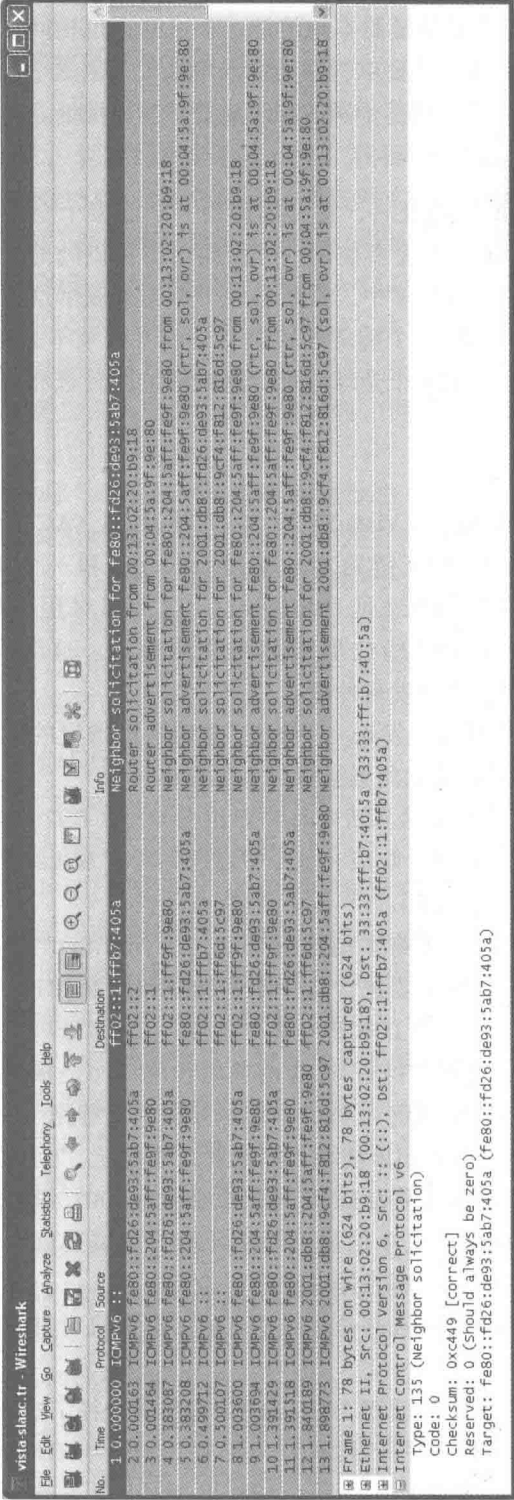 vista-slaac.tr - Wireshark
File Edit View Go Capture Analyze Statistics Telephony Tools Help
No. Time Protocol Source Destination Info
1 0.000000 ICMPv6 :: ff02::1:ffb7:405a Neighbor solicitation for fe80::fd26:de93:5ab7:405a
2 0.000163 ICMPv6 fe80::fd26:de93:5ab7:405a ff02::2 Router solicitation from 00:13:02:20:b9:18
3 0.001464 ICMPv6 fe80::204:5aff:fe9f:9e80 ff02::1 Router advertisement from 00:04:5a:9f:9e:80
4 0.383087 ICMPv6 fe80::fd26:de93:5ab7:405a ff02::1:ff9f:9e80 Neighbor solicitation for fe80::204:5aff:fe9f:9e80 from 00:13:02:20:b9:18
5 0.383208 ICMPv6 fe80::204:5aff:fe9f:9e80 fe80::fd26:de93:5ab7:405a Neighbor advertisement fe80::204:5aff:fe9f:9e80 (rtr, sol, ovr) is at 00:04:5a:9f:9e:80
6 0.499712 ICMPv6 :: ff02::1:ffb7:405a Neighbor solicitation for 2001:db8::fd26:de93:5ab7:405a
7 0.500107 ICMPv6 :: ff02::1:ff6d:5c97 Neighbor solicitation for 2001:db8::9cf4:f812:816d:5c97
8 1.003600 ICMPv6 fe80::fd26:de93:5ab7:405a ff02::1:ff9f:9e80 Neighbor solicitation for fe80::204:5aff:fe9f:9e80 from 00:13:02:20:b9:18
9 1.003694 ICMPv6 fe80::204:5aff:fe9f:9e80 fe80::fd26:de93:5ab7:405a Neighbor advertisement fe80::204:5aff:fe9f:9e80 (rtr, sol, ovr) is at 00:04:5a:9f:9e:80
10 1.391429 ICMPv6 fe80::fd26:de93:5ab7:405a ff02::1:ff9f:9e80 Neighbor solicitation for fe80::204:5aff:fe9f:9e80 from 00:13:02:20:b9:18
11 1.391518 ICMPv6 fe80::204:5aff:fe9f:9e80 fe80::fd26:de93:5ab7:405a Neighbor advertisement fe80::204:5aff:fe9f:9e80 (rtr, sol, ovr) is at 00:04:5a:9f:9e:80
12 1.840189 ICMPv6 2001:db8::204:5aff:fe9f:9e80 ff02::1:ff6d:5c97 Neighbor solicitation for 2001:db8::9cf4:f812:816d:5c97 from 00:04:5a:9f:9e:80
13 1.898773 ICMPv6 2001:db8::9cf4:f812:816d:5c97 2001:db8::204:5aff:fe9f:9e80 Neighbor advertisement 2001:db8::9cf4:f812:816d:5c97 (sol, ovr) is at 00:13:02:20:b9:18
Frame 1: 78 bytes on wire (624 bits), 78 bytes captured (624 bits)
Ethernet II, Src: 00:13:02:20:b9:18 (00:13:02:20:b9:18), Dst: 33:33:ff:b7:40:5a (33:33:ff:b7:40:5a)
Internet Protocol Version 6, Src: :: (::), Dst: ff02::1:ffb7:405a (ff02::1:ffb7:405a)
Internet Control Message Protocol v6
Type: 135 (Neighbor solicitation)
Code: 0
Checksum: 0xc449 [correct]
Reserved: 0 (should always be zero)
Target: fe80::fd26:de93:5ab7:405a (fe80::fd26:de93:5ab7:405a)